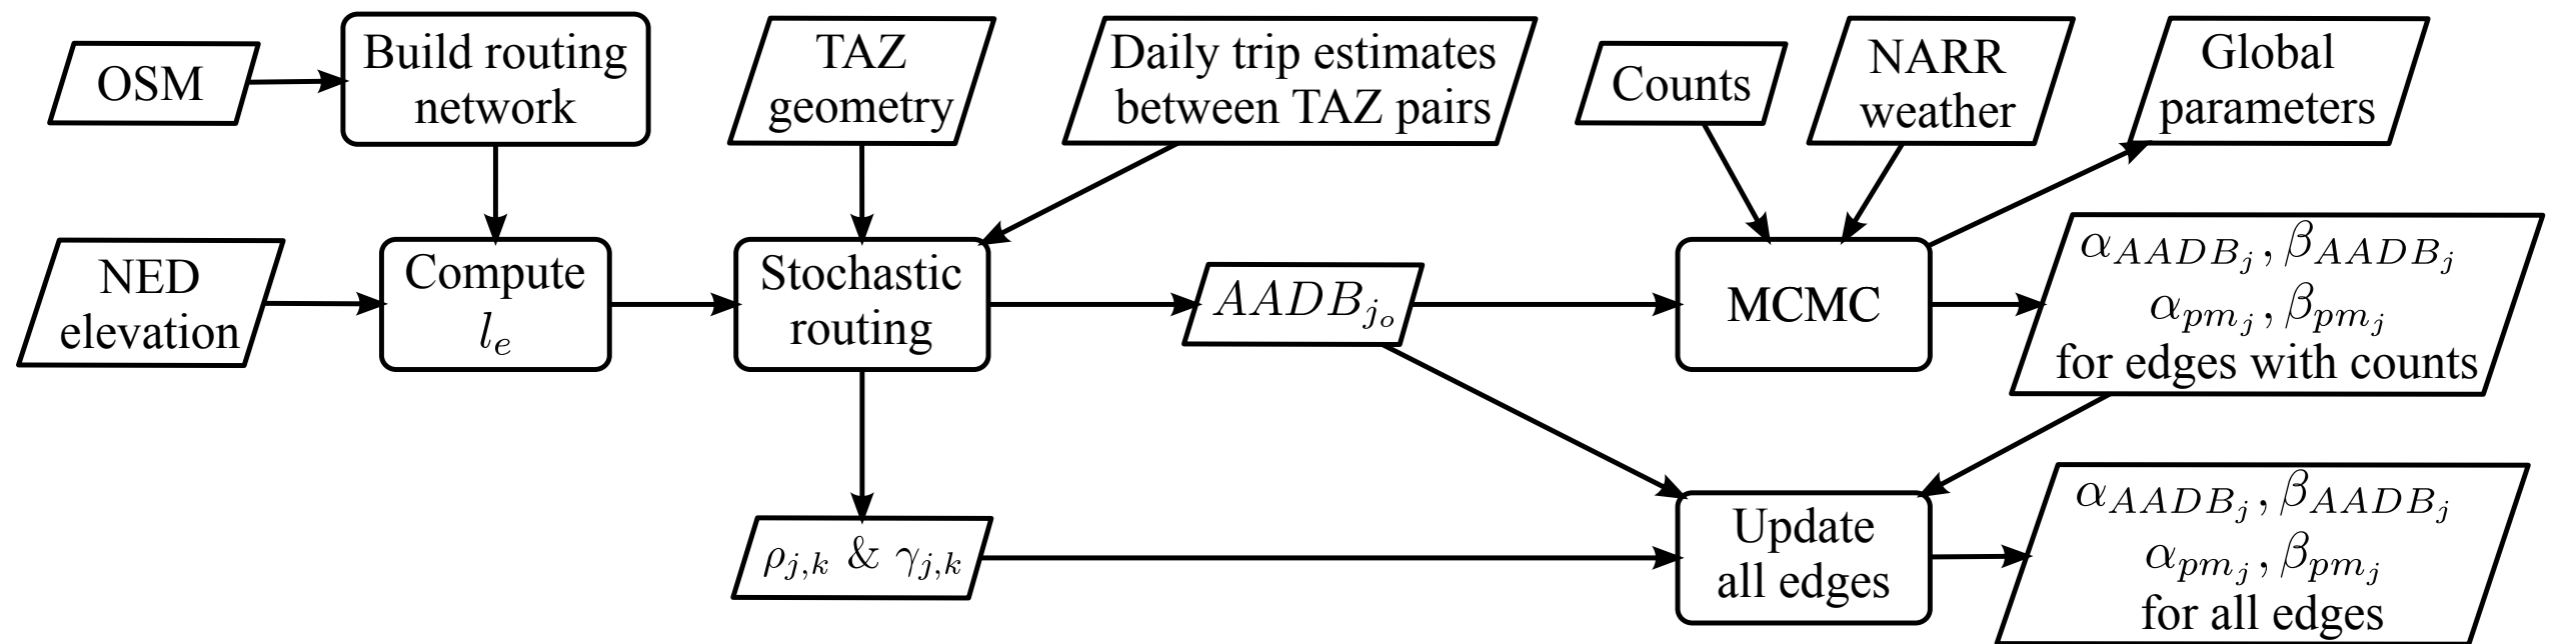 OSM
Build routing
network
TAZ
geometry
Daily trip estimates
between TAZ pairs
Counts
NARR
weather
Global
parameters
NED
elevation
Compute
l_e
Stochastic
routing
AADB_{j_o}
MCMC
α_{AADB_j}, β_{AADB_j}
α_{pm_j}, β_{pm_j}
for edges with counts
ρ_{j,k} & γ_{j,k}
Update
all edges
α_{AADB_j}, β_{AADB_j}
α_{pm_j}, β_{pm_j}
for all edges